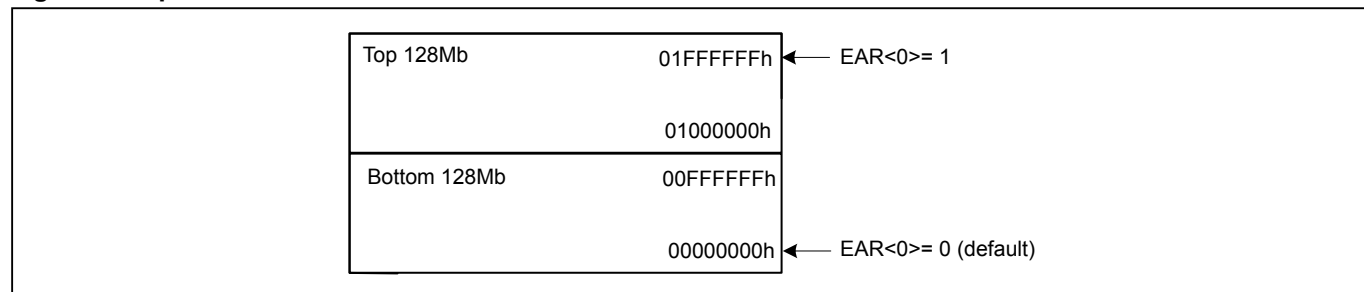 Top 128Mb 01FFFFFFh EAR<0>= 1
01000000h
Bottom 128Mb 00FFFFFFh
00000000h EAR<0>= 0 (default)